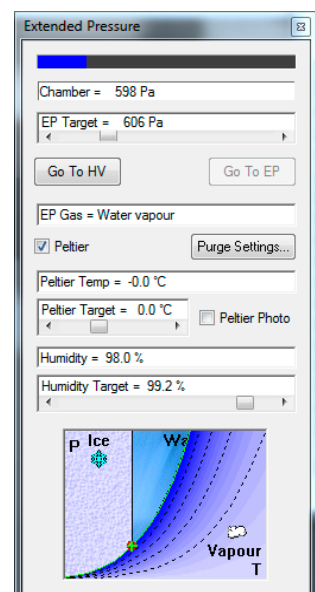 Extended Pressure
Chamber = 598 Pa
EP Target = 606 Pa
Go To HV Go To EP
EP Gas = Water vapour
Peltier Purge Settings...
Peltier Temp = -0.0 °C
Peltier Target = 0.0 °C
Peltier Photo
Humidity = 98.0 %
Humidity Target = 99.2 %
P Ice Wa
Vapour
T